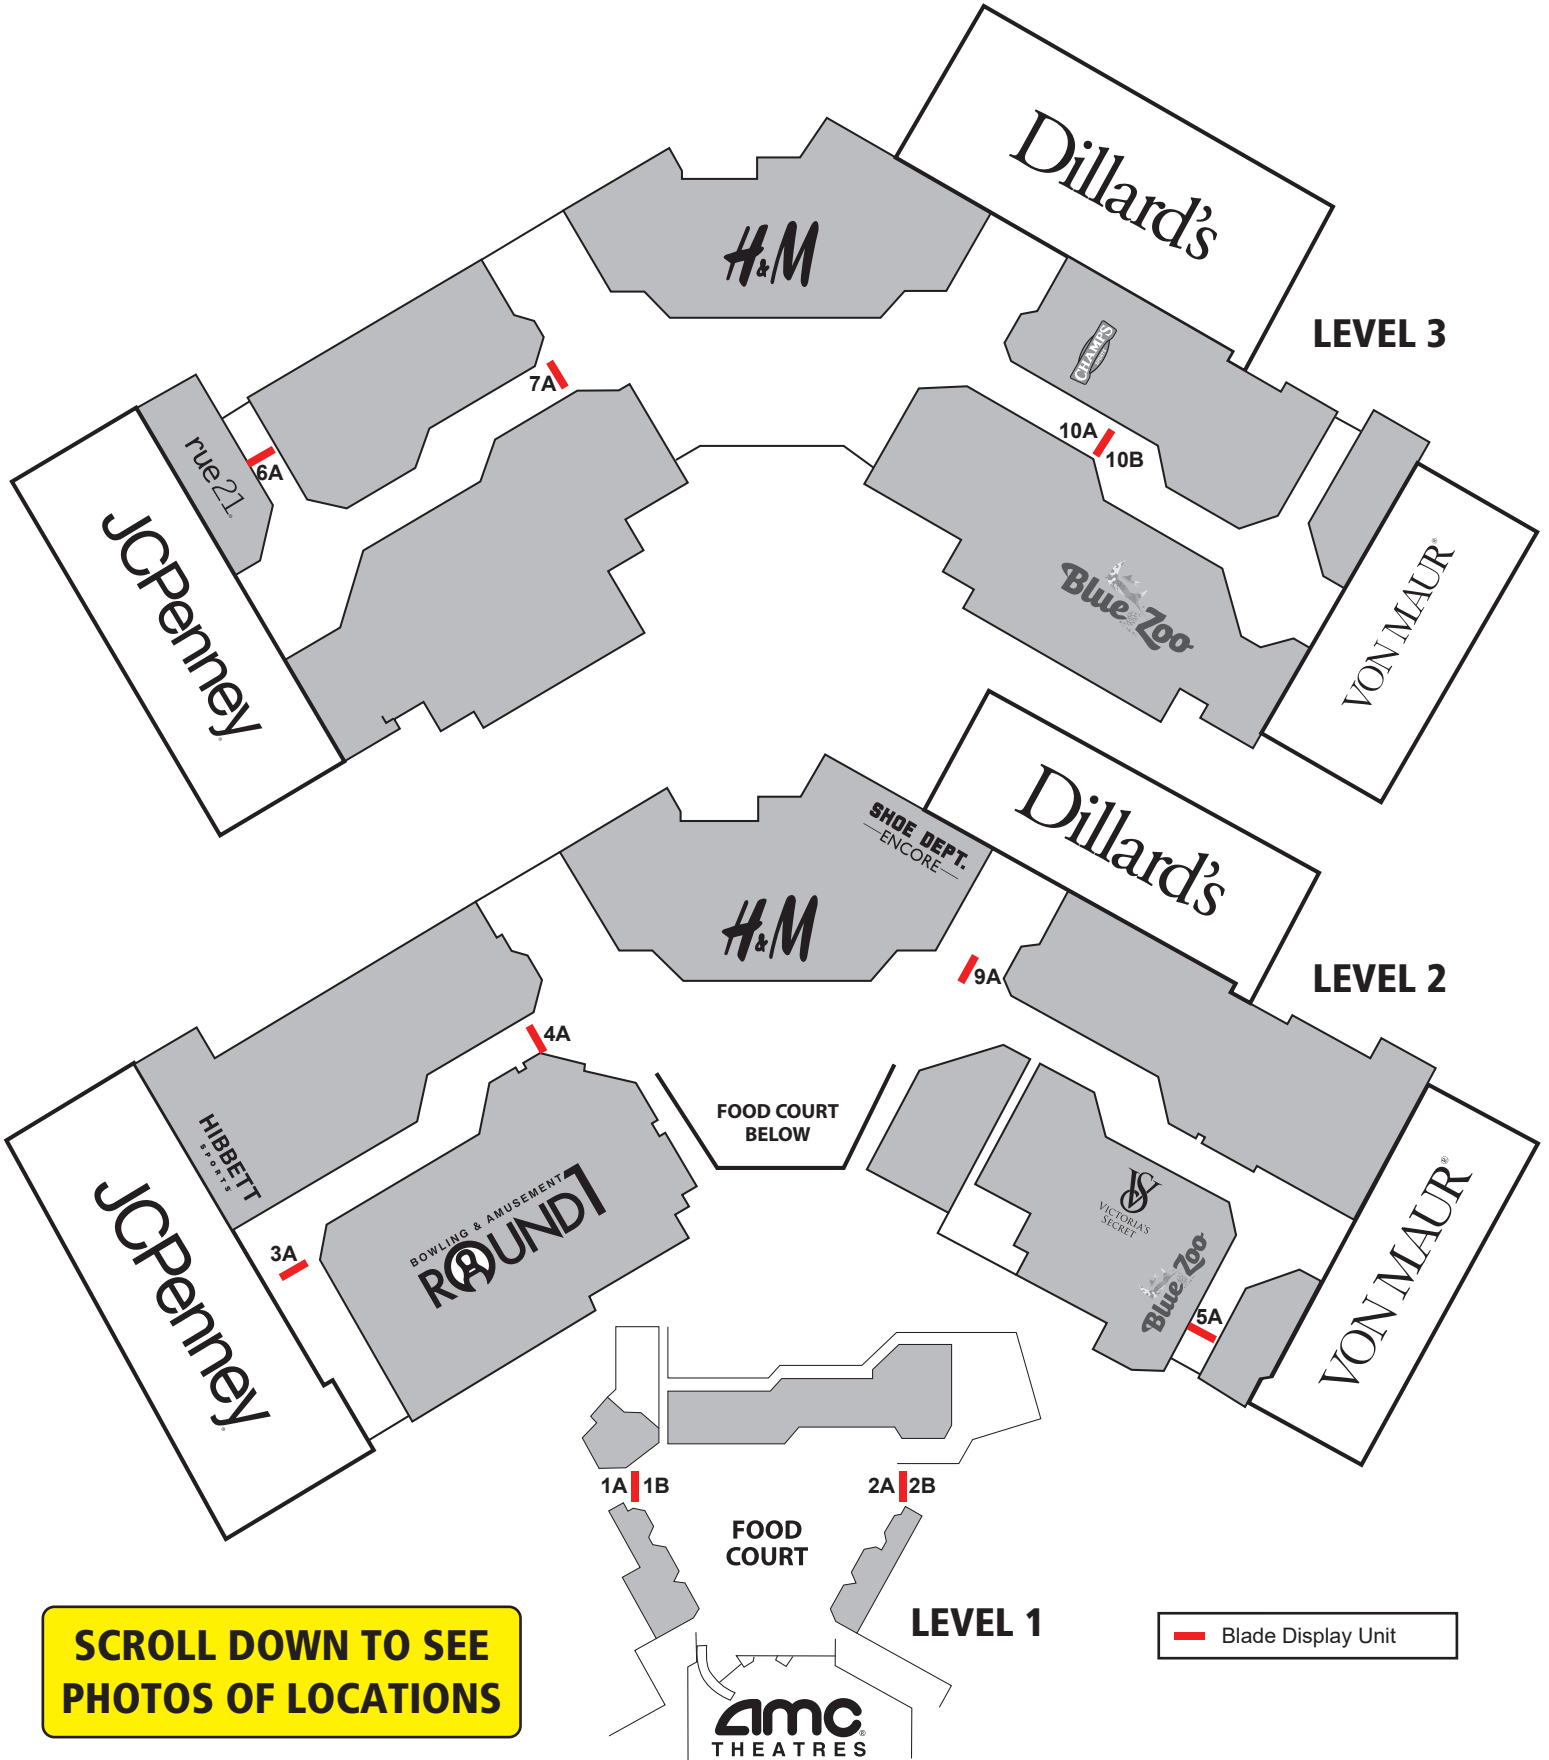 Dillard's
H&M
LEVEL 3
CHAMPS
7A
10A
10B
6A
rue21
JCPenney
Blue Zoo
VON MAUR®
Dillard's
SHOE DEPT.
ENCORE
H&M
9A
LEVEL 2
4A
FOOD COURT
BELOW
HIBBETT
SPORTS
JCPenney
BOWLING & AMUSEMENT
ROUND1
3A
VS
VICTORIA'S
SECRET
Blue Zoo
5A
VON MAUR®
1A
1B
2A
2B
FOOD
COURT
LEVEL 1
SCROLL DOWN TO SEE
PHOTOS OF LOCATIONS
Blade Display Unit
amc®
THEATRES